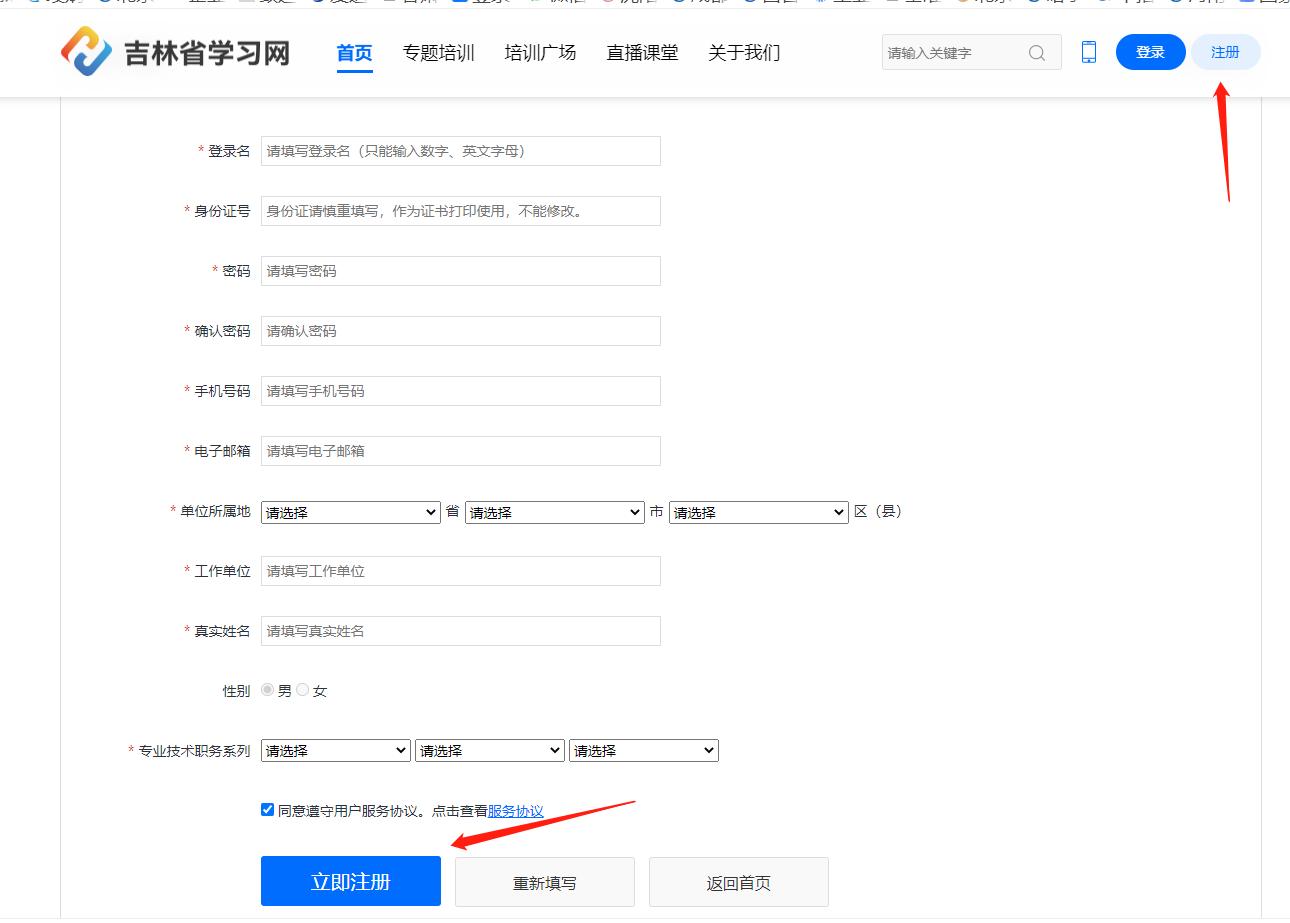 吉林省学习网 首页 专题培训 培训广场 直播课堂 关于我们 请输入关键字 登录 注册
* 登录名 请填写登录名（只能输入数字、英文字母）
* 身份证号 身份证请慎重填写，作为证书打印使用，不能修改。
* 密码 请填写密码
* 确认密码 请确认密码
* 手机号码 请填写手机号码
* 电子邮箱 请填写电子邮箱
* 单位所属地 请选择 省 请选择 市 请选择 区（县）
* 工作单位 请填写工作单位
* 真实姓名 请填写真实姓名
性别 男 女
* 专业技术职务系列 请选择 请选择 请选择
同意遵守用户服务协议。点击查看服务协议
立即注册 重新填写 返回首页